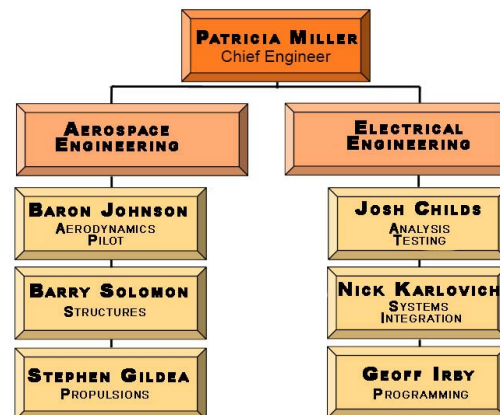 PATRICIA MILLER
Chief Engineer
AEROSPACE
ENGINEERING
ELECTRICAL
ENGINEERING
BARON JOHNSON
AERODYNAMICS
PILOT
JOSH CHILDS
ANALYSIS
TESTING
BARRY SOLOMON
STRUCTURES
NICK KARLOVICH
SYSTEMS
INTEGRATION
STEPHEN GILDEA
PROPULSIONS
GEOFF IRBY
PROGRAMMING